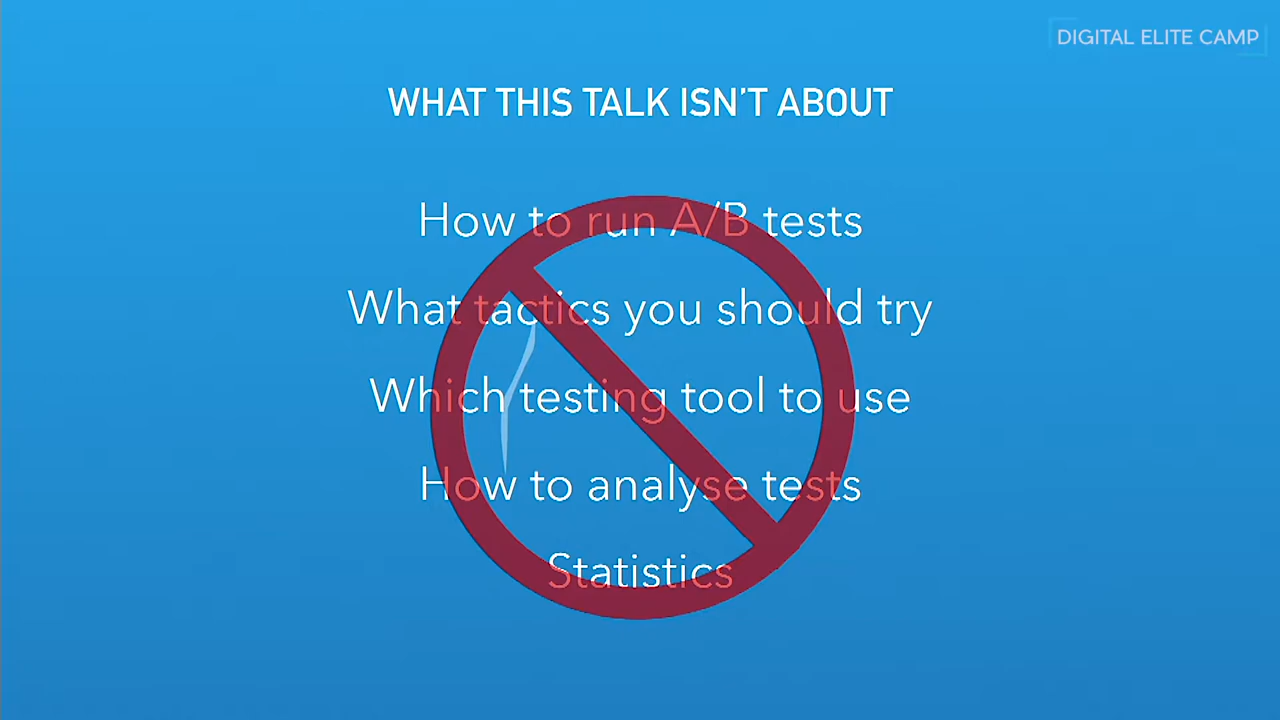 DIGITAL ELITE CAMP
WHAT THIS TALK ISN'T ABOUT
How to run A/B tests
What tactics you should try
Which testing tool to use
How to analyse tests
Statistics